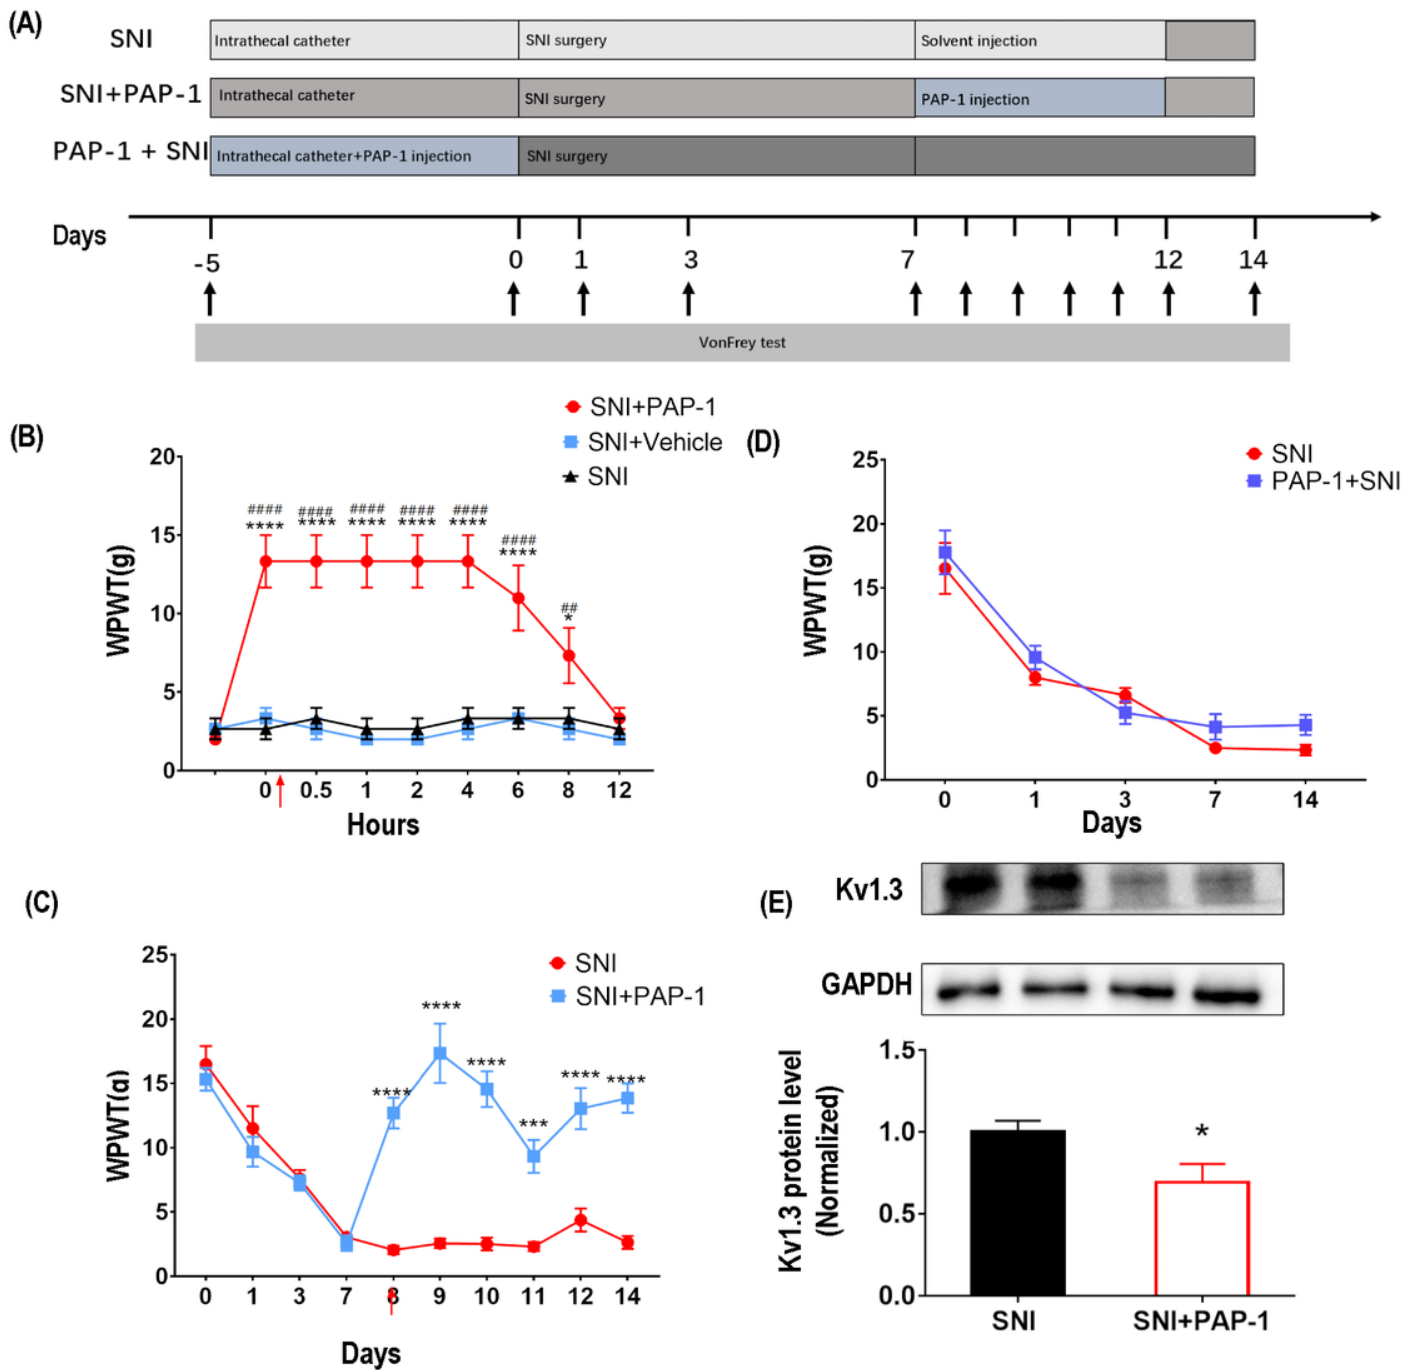 (A)
SNI
Intrathecal catheter
SNI surgery
Solvent injection
SNI+PAP-1
Intrathecal catheter
SNI surgery
PAP-1 injection
PAP-1 + SNI
Intrathecal catheter+PAP-1 injection
SNI surgery
Days
-5 0 1 3 7 12 14
VonFrey test
(B)
SNI+PAP-1
SNI+Vehicle
SNI
20
15
10
5
0
WPWT(g)
#### #### #### #### #### #### ##
**** **** **** **** **** **** *
0 0.5 1 2 4 6 8 12
Hours
(D)
SNI
PAP-1+SNI
25
20
15
10
5
0
WPWT(g)
0 1 3 7 14
Days
(C)
SNI
SNI+PAP-1
25
20
15
10
5
0
WPWT(g)
**** **** **** *** **** ****
0 1 3 7 8 9 10 11 12 14
Days
(E)
Kv1.3
GAPDH
Kv1.3 protein level
(Normalized)
1.5
1.0
0.5
0.0
*
SNI SNI+PAP-1